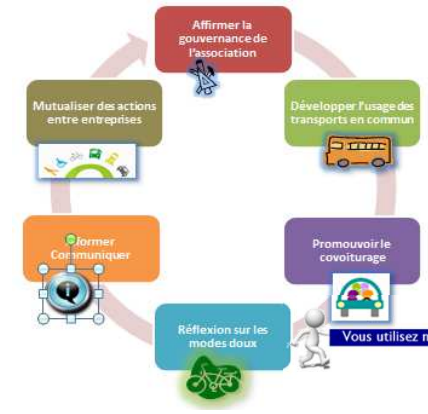 Affirmer la
gouvernance de
l'association
Développer l'usage des
transports en commun
Promouvoir le
covoiturage
Vous utilisez
Réflexion sur les
modes doux
Communiquer
Mutualiser des actions
entre entreprises